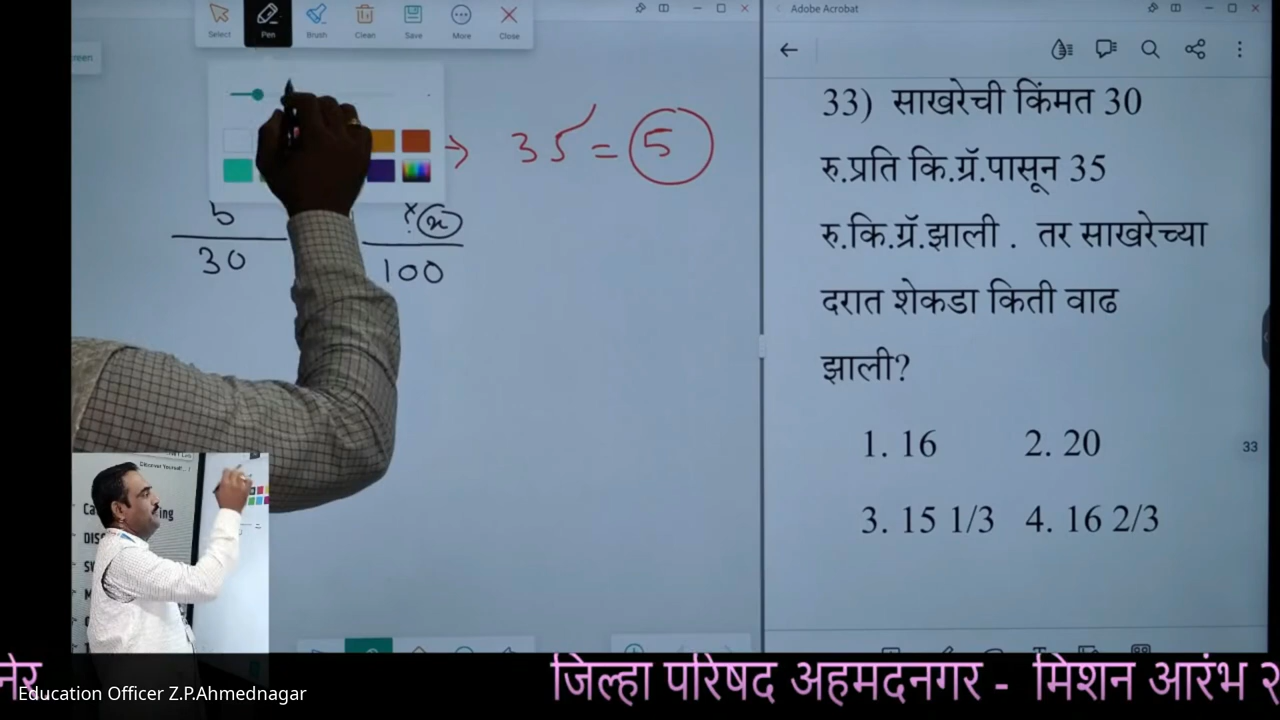 Select Pen Brush Clean Save More Close
Adobe Acrobat
33) साखरेची किंमत 30
रु.प्रति कि.ग्रॅ.पासून 35
रु.कि.ग्रॅ.झाली . तर साखरेच्या
दरात शेकडा किती वाढ
झाली?
1. 16 2. 20
3. 15 1/3 4. 16 2/3
33
35 = 5
5
30
x
100
Discover Yourself...!
Education Officer Z.P.Ahmednagar
जिल्हा परिषद अहमदनगर - मिशन आरंभ